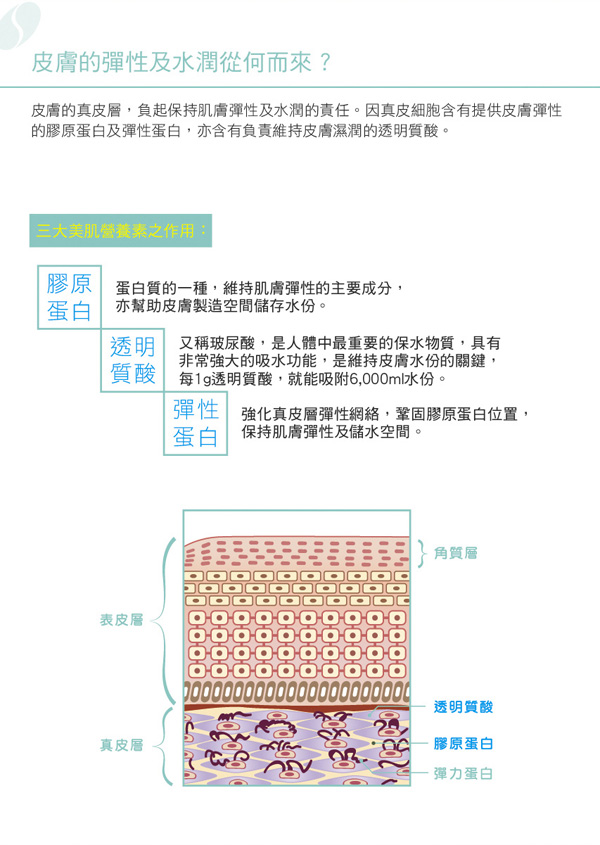 皮膚的彈性及水潤從何而來？
皮膚的真皮層，負起保持肌膚彈性及水潤的責任。因真皮細胞含有提供皮膚彈性
的膠原蛋白及彈性蛋白，亦含有負責維持皮膚濕潤的透明質酸。
三大美肌營養素之作用：
膠原
蛋白
蛋白質的一種，維持肌膚彈性的主要成分，
亦幫助皮膚製造空間儲存水份。
透明
質酸
又稱玻尿酸，是人體中最重要的保水物質，具有
非常強大的吸水功能，是維持皮膚水份的關鍵，
每1g透明質酸，就能吸附6,000ml水份。
彈性
蛋白
強化真皮層彈性網絡，鞏固膠原蛋白位置，
保持肌膚彈性及儲水空間。
角質層
表皮層
透明質酸
膠原蛋白
真皮層
彈力蛋白